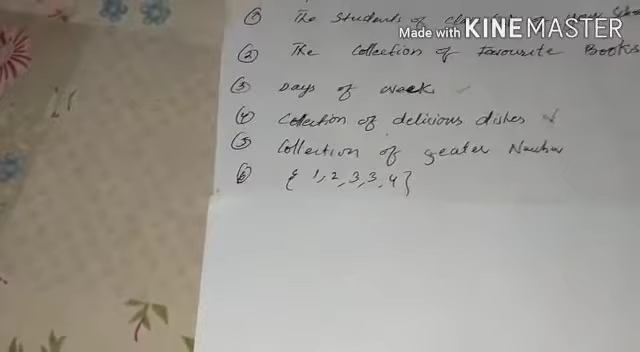 Made with KINEMASTER
① The Students of
② The Collection of Favourite Books
③ Days of week
④ Collection of delicious dishes
⑤ Collection of geater Number
⑥ { 1, 2, 3, 3, 4 }